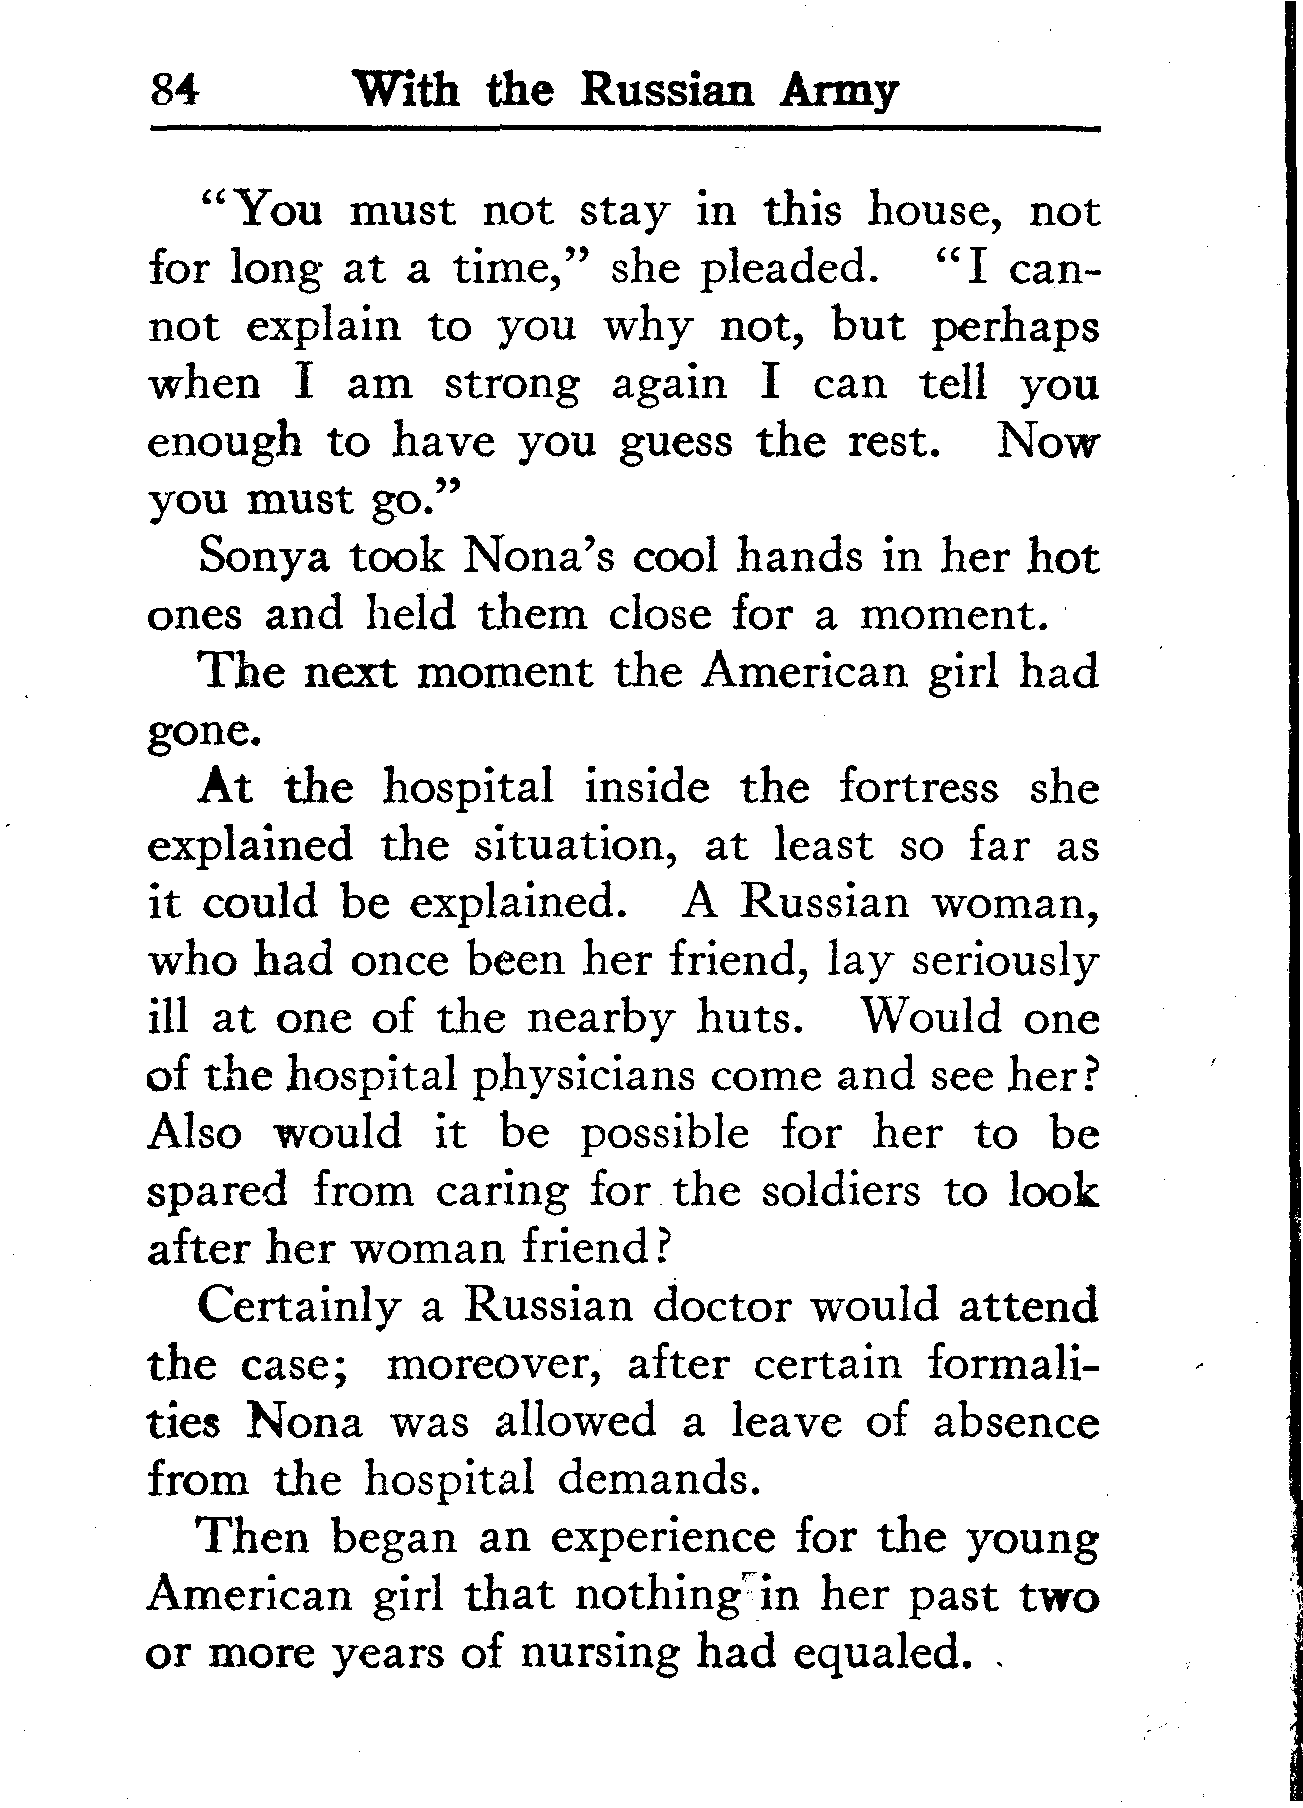 84 With the Russian Army
“You must not stay in this house, not
for long at a time,” she pleaded. “I can-
not explain to you why not, but perhaps
when I am strong again I can tell you
enough to have you guess the rest. Now
you must go.”
Sonya took Nona’s cool hands in her hot
ones and held them close for a moment.
The next moment the American girl had
gone.
At the hospital inside the fortress she
explained the situation, at least so far as
it could be explained. A Russian woman,
who had once been her friend, lay seriously
ill at one of the nearby huts. Would one
of the hospital physicians come and see her?
Also would it be possible for her to be
spared from caring for the soldiers to look
after her woman friend?
Certainly a Russian doctor would attend
the case; moreover, after certain formali-
ties Nona was allowed a leave of absence
from the hospital demands.
Then began an experience for the young
American girl that nothing in her past two
or more years of nursing had equaled.